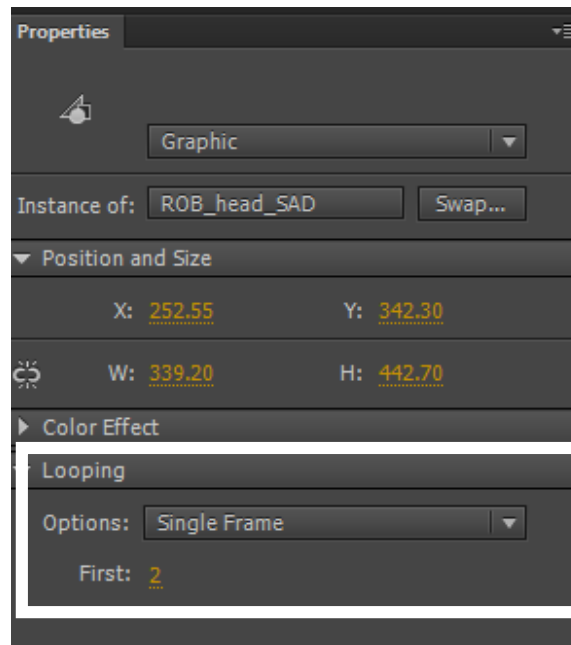 Properties
Graphic
Instance of: ROB_head_SAD Swap...
Position and Size
X: 252.55 Y: 342.30
W: 339.20 H: 442.70
Color Effect
Looping
Options: Single Frame
First: 2